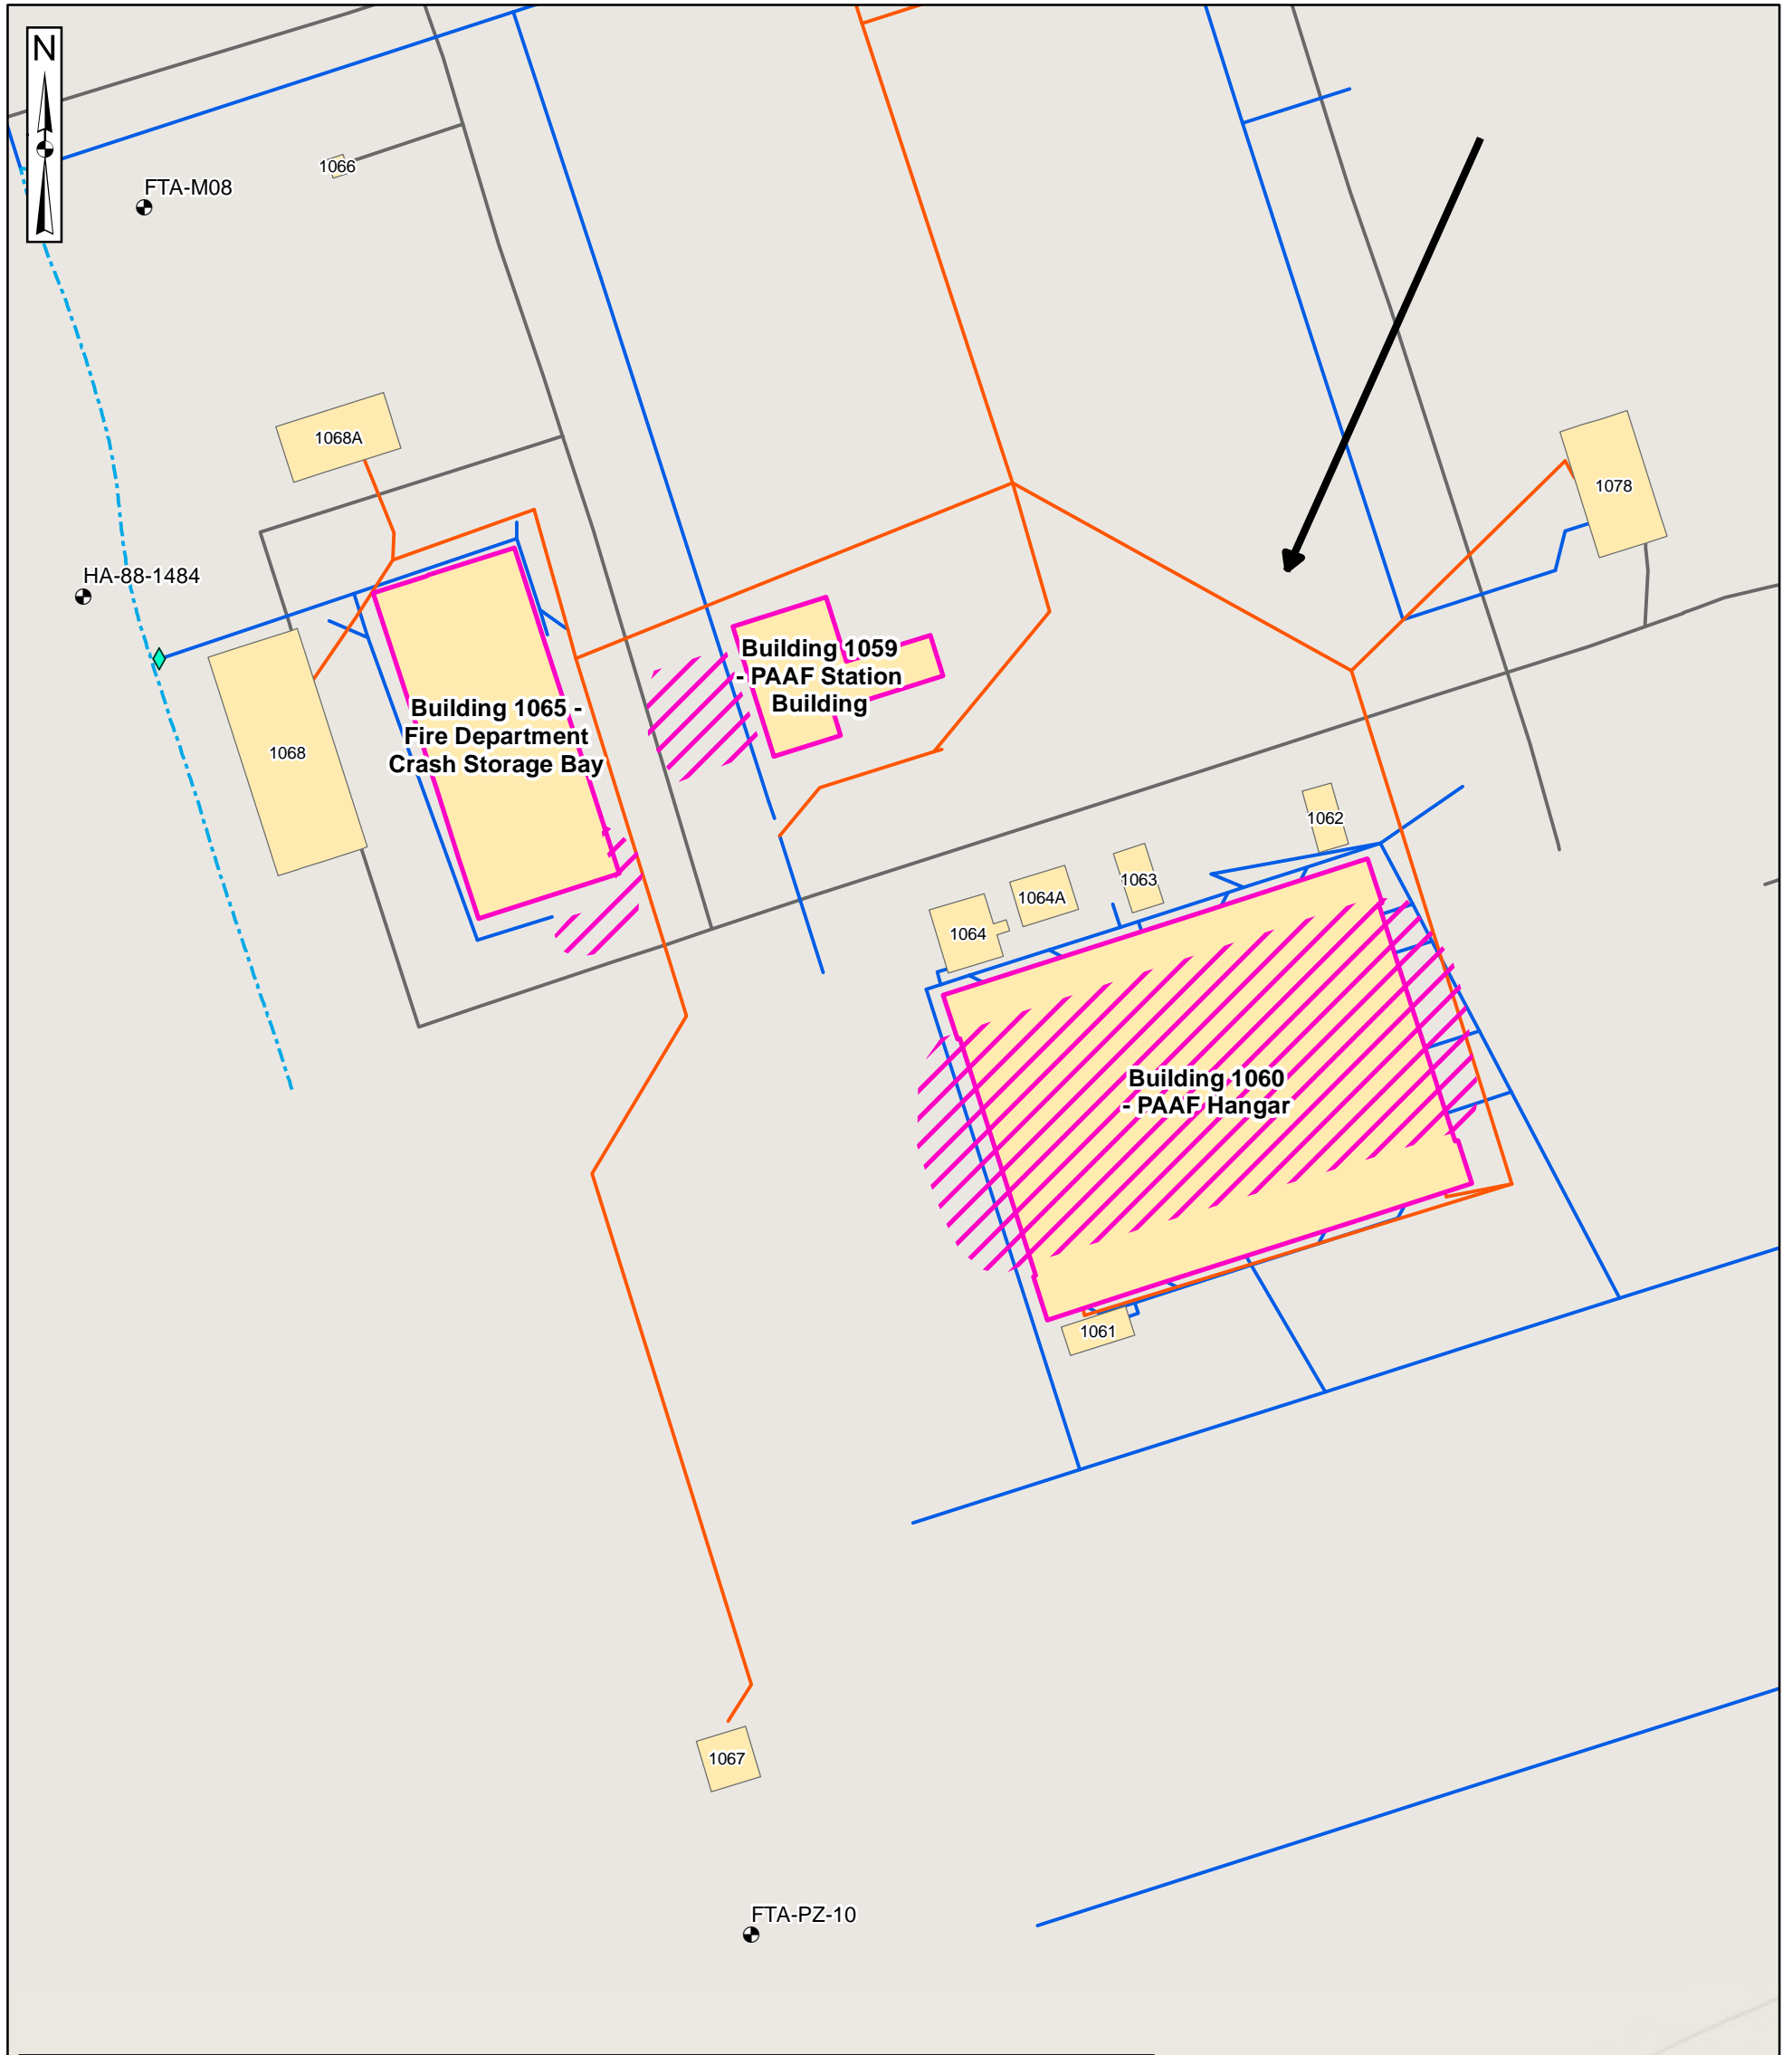 N
1066
FTA-M08
1068A
1078
HA-88-1484
Building 1059
- PAAF Station
Building
Building 1065 -
Fire Department
Crash Storage Bay
1068
1062
1063
1064A
1064
Building 1060
- PAAF Hangar
1061
1067
FTA-PZ-10